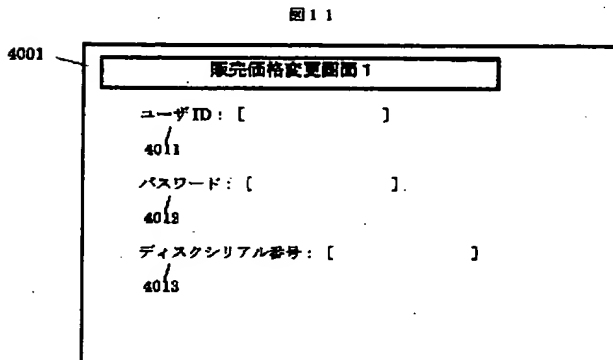 図11
4001
販売価格変更画面1
ユーザID：[ ]
4011
パスワード：[ ]
4012
ディスクシリアル番号：[ ]
4013